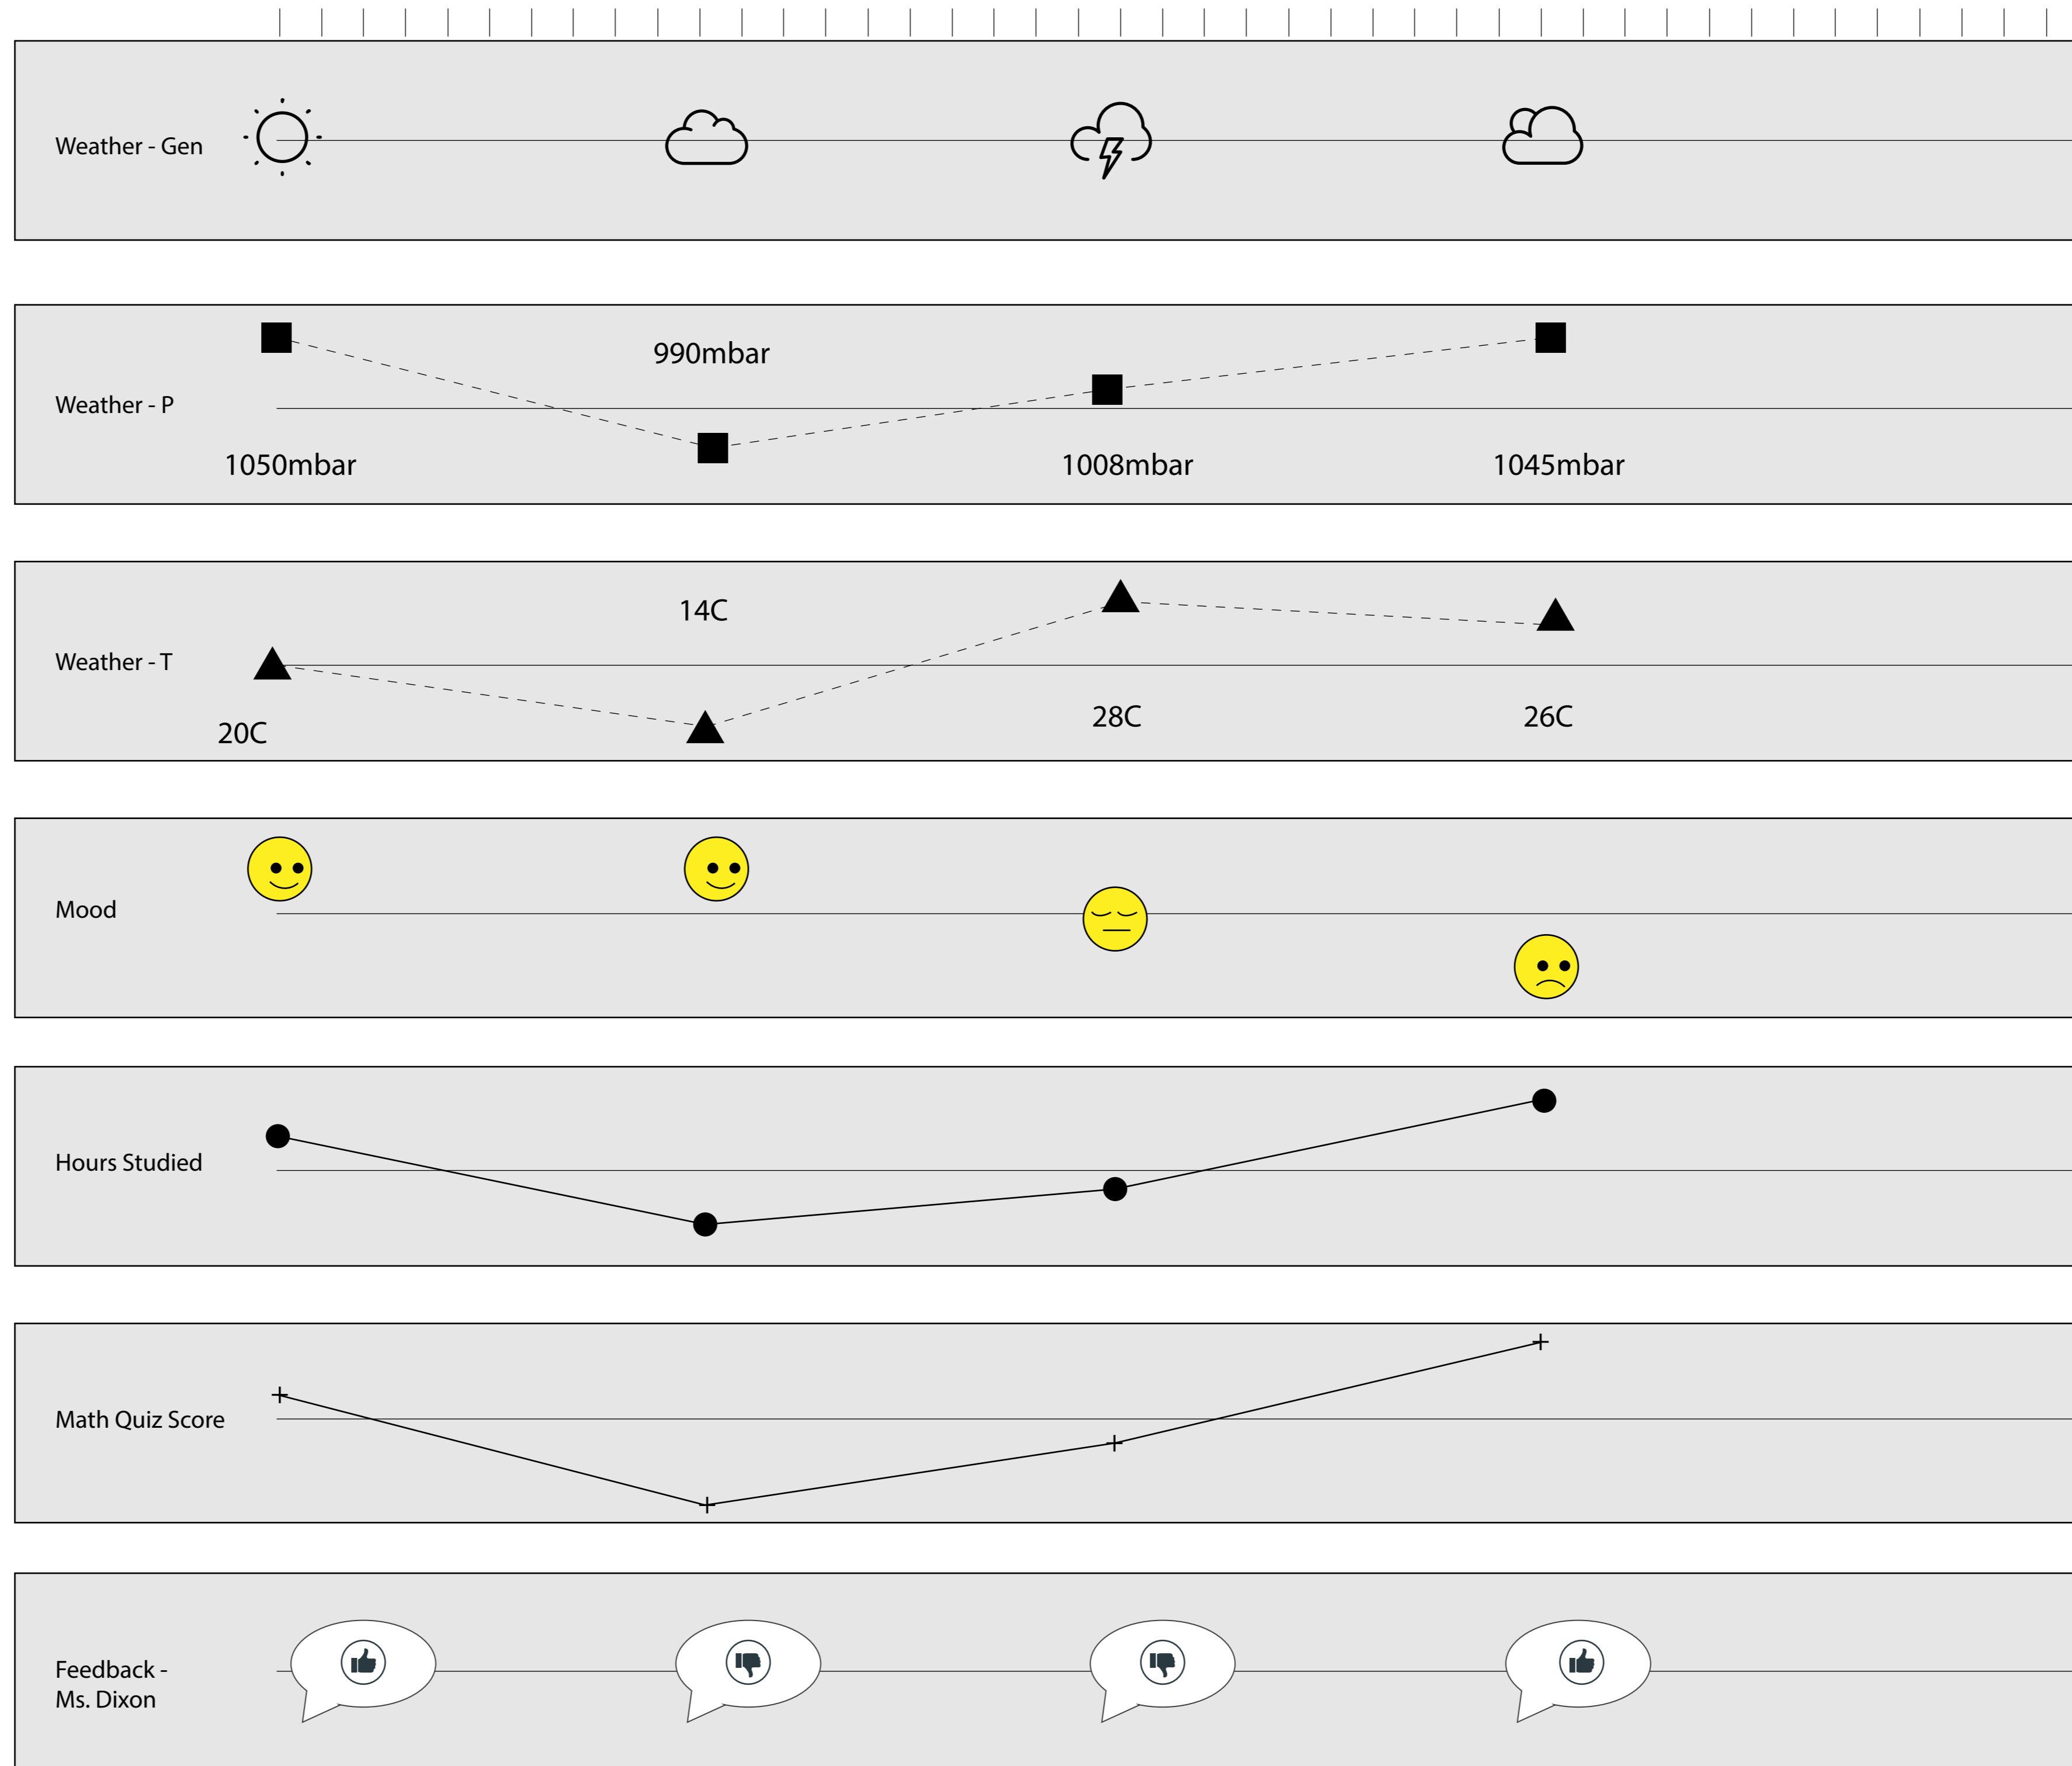 Weather - Gen
990mbar
Weather - P
1050mbar
1008mbar
1045mbar
14C
Weather - T
20C
28C
26C
Mood
Hours Studied
Math Quiz Score
Feedback -
Ms. Dixon